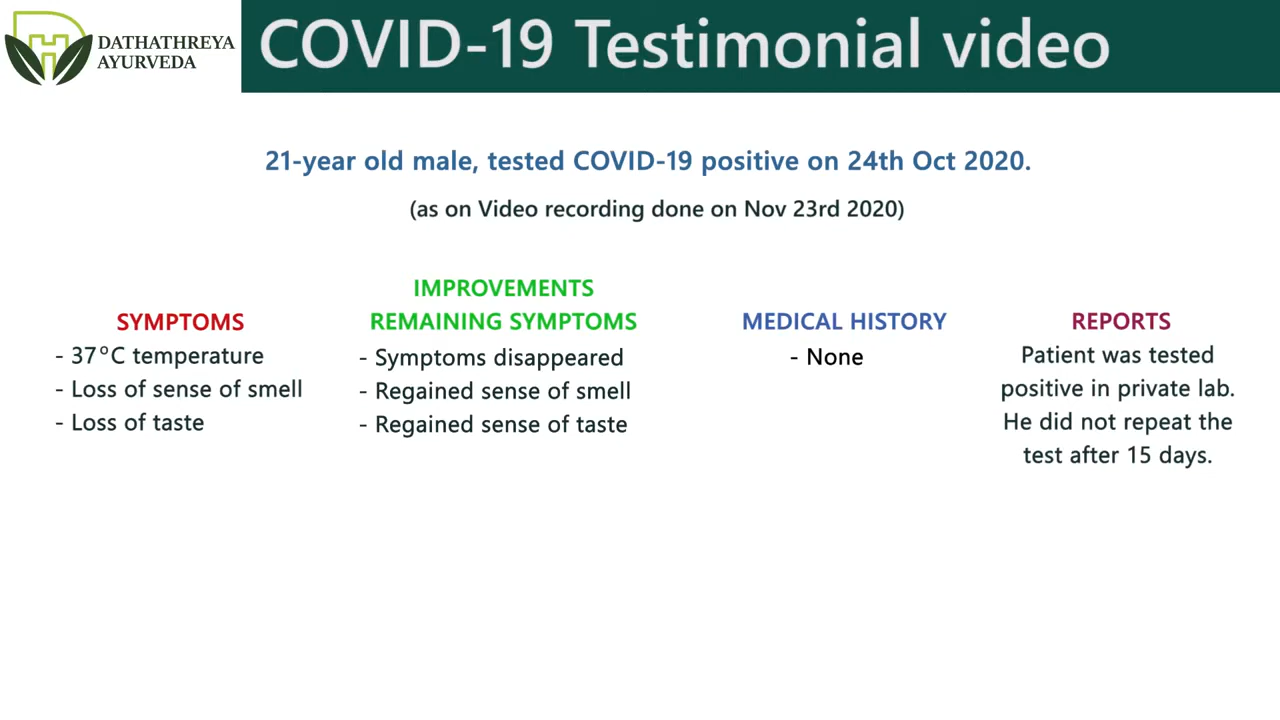 DATHATHREYA
AYURVEDA
COVID-19 Testimonial video
21-year old male, tested COVID-19 positive on 24th Oct 2020.
(as on Video recording done on Nov 23rd 2020)
SYMPTOMS
- 37°C temperature
- Loss of sense of smell
- Loss of taste
IMPROVEMENTS
REMAINING SYMPTOMS
- Symptoms disappeared
- Regained sense of smell
- Regained sense of taste
MEDICAL HISTORY
- None
REPORTS
Patient was tested
positive in private lab.
He did not repeat the
test after 15 days.